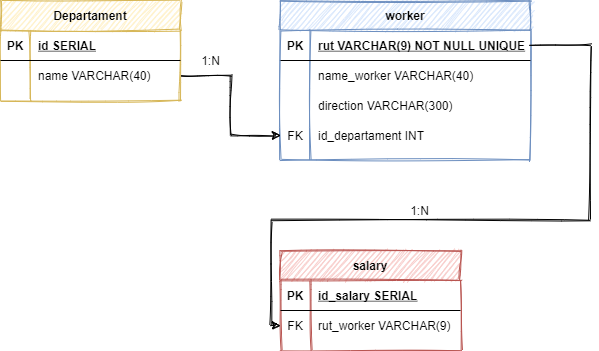 Departament
PK id SERIAL
name VARCHAR(40)
1:N
worker
PK rut VARCHAR(9) NOT NULL UNIQUE
name_worker VARCHAR(40)
direction VARCHAR(300)
FK id_departament INT
1:N
salary
PK id_salary SERIAL
FK rut_worker VARCHAR(9)